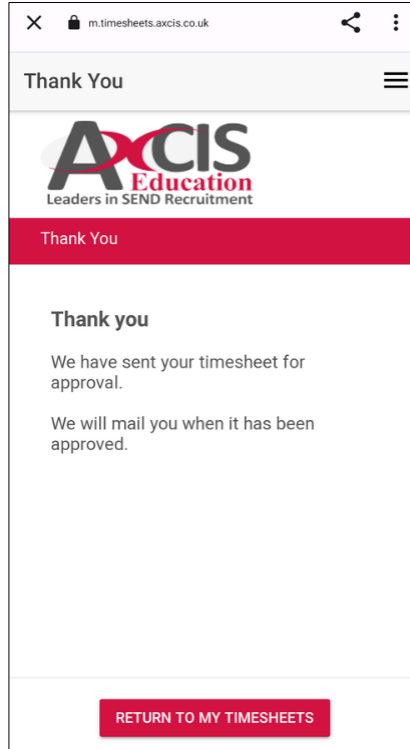 m.timesheets.axcis.co.uk
Thank You
AXCIS
Education
Leaders in SEND Recruitment
Thank You
Thank you
We have sent your timesheet for
approval.
We will mail you when it has been
approved.
RETURN TO MY TIMESHEETS